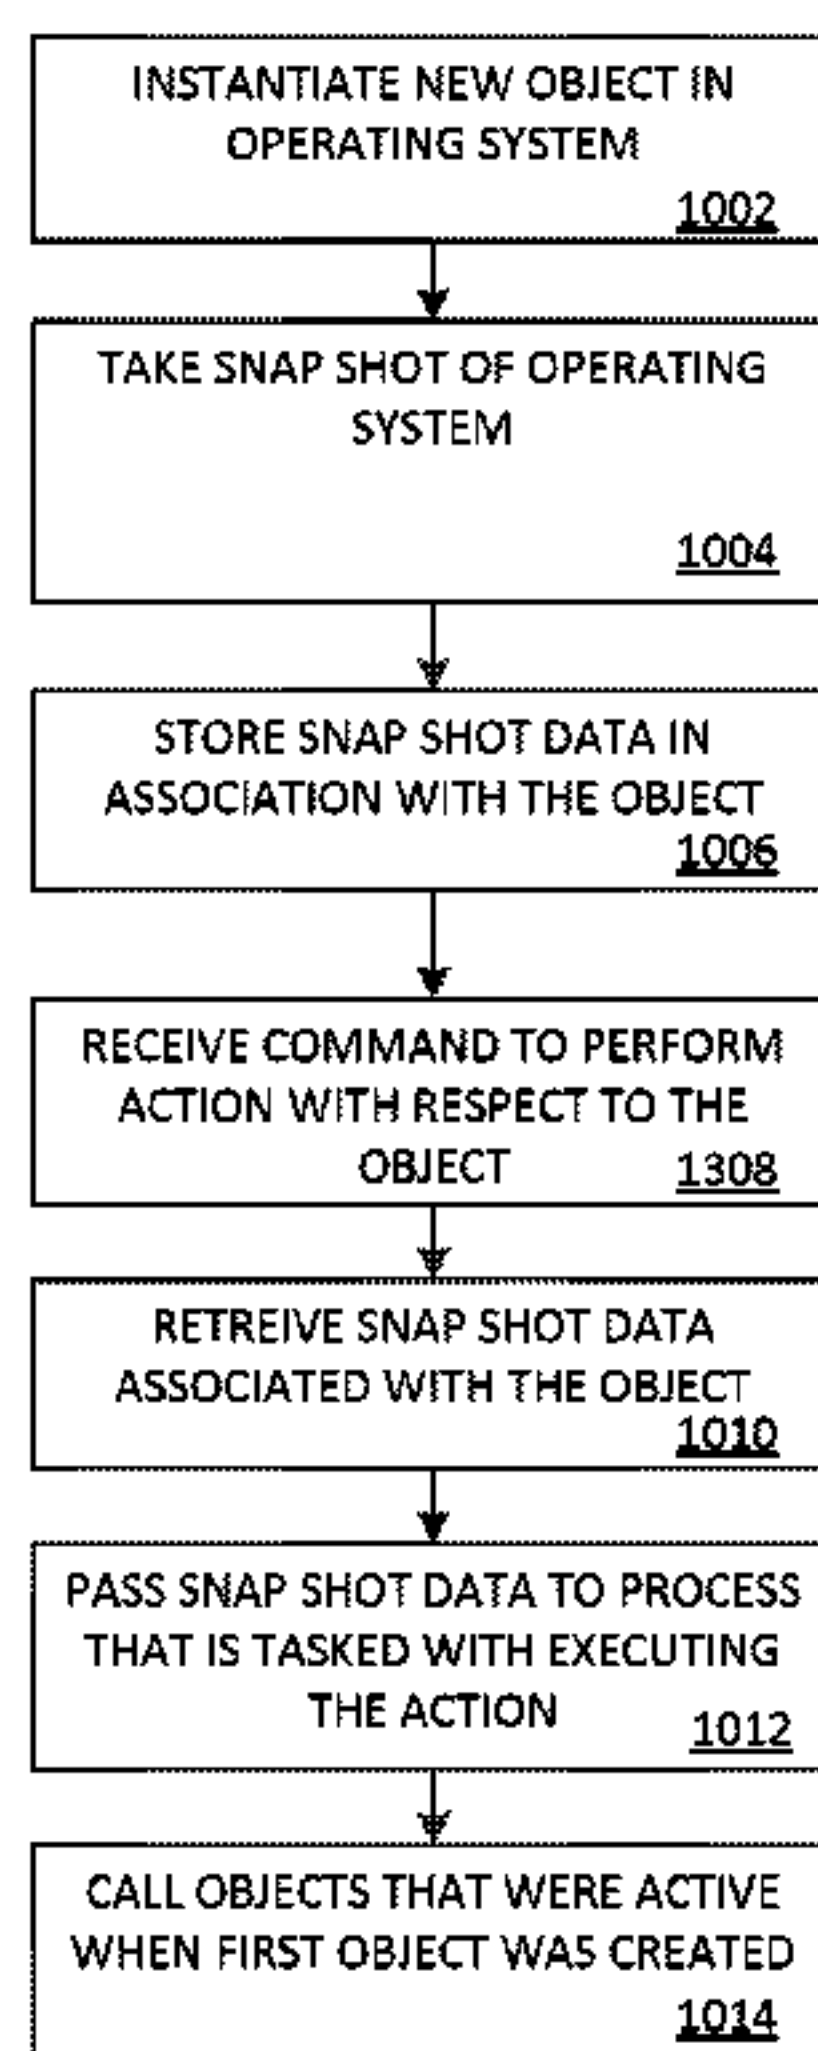 INSTANTIATE NEW OBJECT IN
OPERATING SYSTEM
1002
TAKE SNAP SHOT OF OPERATING
SYSTEM
1004
STORE SNAP SHOT DATA IN
ASSOCIATION WITH THE OBJECT
1006
RECEIVE COMMAND TO PERFORM
ACTION WITH RESPECT TO THE
OBJECT 1308
RETREIVE SNAP SHOT DATA
ASSOCIATED WITH THE OBJECT
1010
PASS SNAP SHOT DATA TO PROCESS
THAT IS TASKED WITH EXECUTING
THE ACTION 1012
CALL OBJECTS THAT WERE ACTIVE
WHEN FIRST OBJECT WAS CREATED
1014